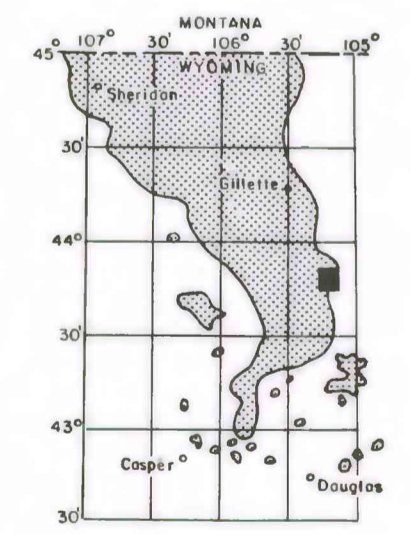 MONTANA
107° 30' 106° 30' 105°
45°
WYOMING
Sheridan
30'
Gillette
44°
30'
43°
Casper
Douglas
30'